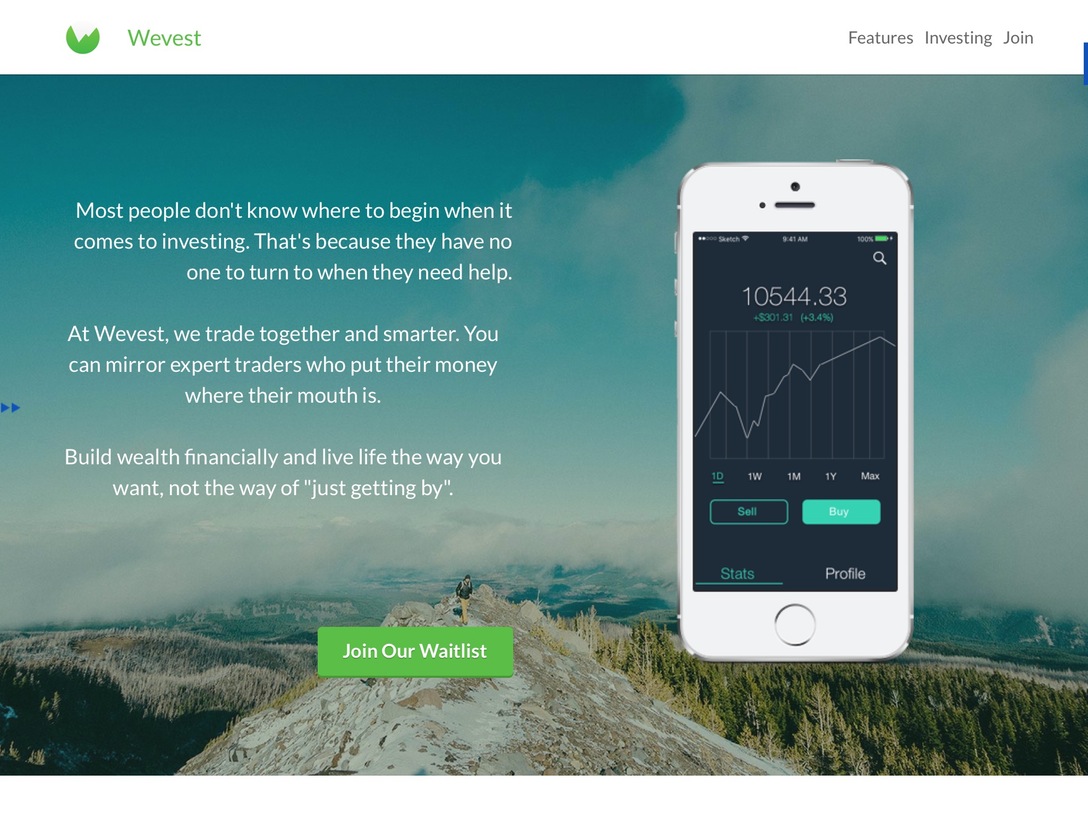 Wevest
Features Investing Join
Most people don't know where to begin when it
comes to investing. That's because they have no
one to turn to when they need help.
At Wevest, we trade together and smarter. You
can mirror expert traders who put their money
where their mouth is.
Build wealth financially and live life the way you
want, not the way of "just getting by".
Join Our Waitlist
Sketch 9:41 AM 100%
10544.33
+$301.31 (+3.4%)
1D 1W 1M 1Y Max
Sell Buy
Stats Profile